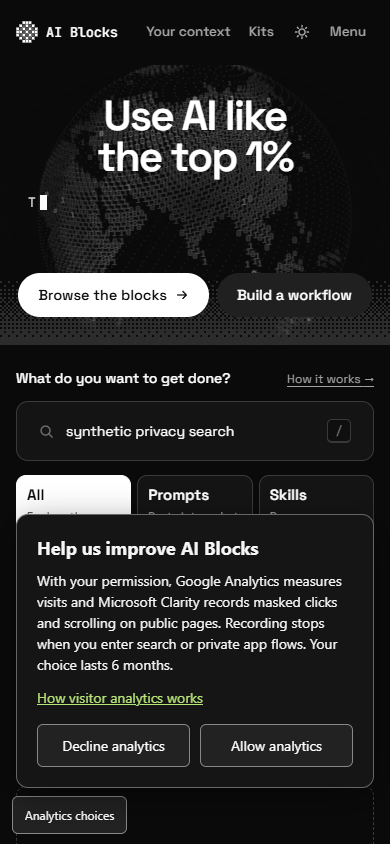 AI Blocks
Your context
Kits
Menu
Use AI like
the top 1%
T
Browse the blocks →
Build a workflow
What do you want to get done?
How it works →
synthetic privacy search
/
All
Prompts
Skills
Help us improve AI Blocks
With your permission, Google Analytics measures
visits and Microsoft Clarity records masked clicks
and scrolling on public pages. Recording stops
when you enter search or private app flows. Your
choice lasts 6 months.
How visitor analytics works
Decline analytics
Allow analytics
Analytics choices